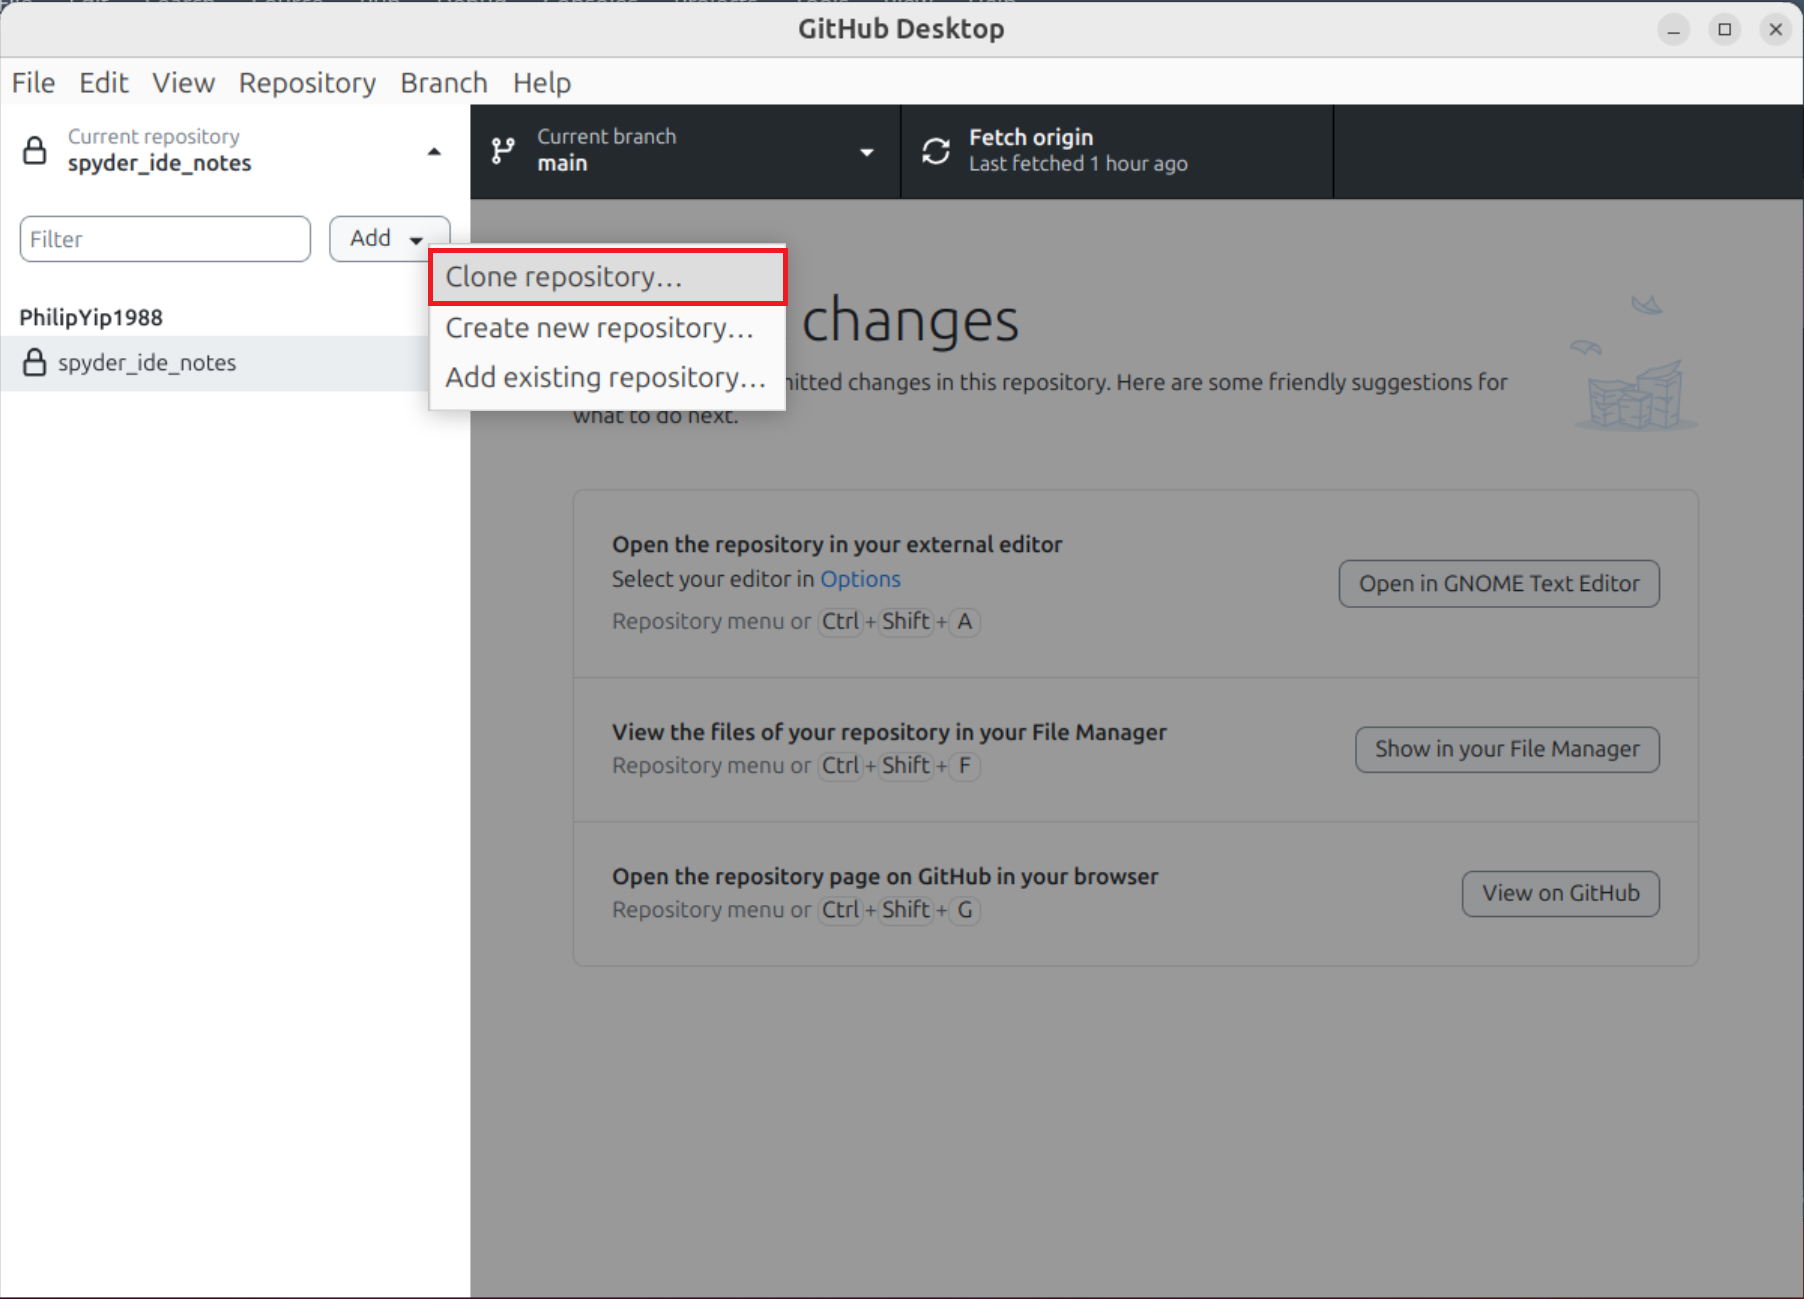 GitHub Desktop
File Edit View Repository Branch Help
Current repository
spyder_ide_notes
Current branch
main
Fetch origin
Last fetched 1 hour ago
Filter
Add
Clone repository…
Create new repository…
Add existing repository…
PhilipYip1988
spyder_ide_notes
changes
changes in this repository. Here are some friendly suggestions for
what to do next.
Open the repository in your external editor
Select your editor in Options
Repository menu or Ctrl + Shift + A
Open in GNOME Text Editor
View the files of your repository in your File Manager
Repository menu or Ctrl + Shift + F
Show in your File Manager
Open the repository page on GitHub in your browser
Repository menu or Ctrl + Shift + G
View on GitHub